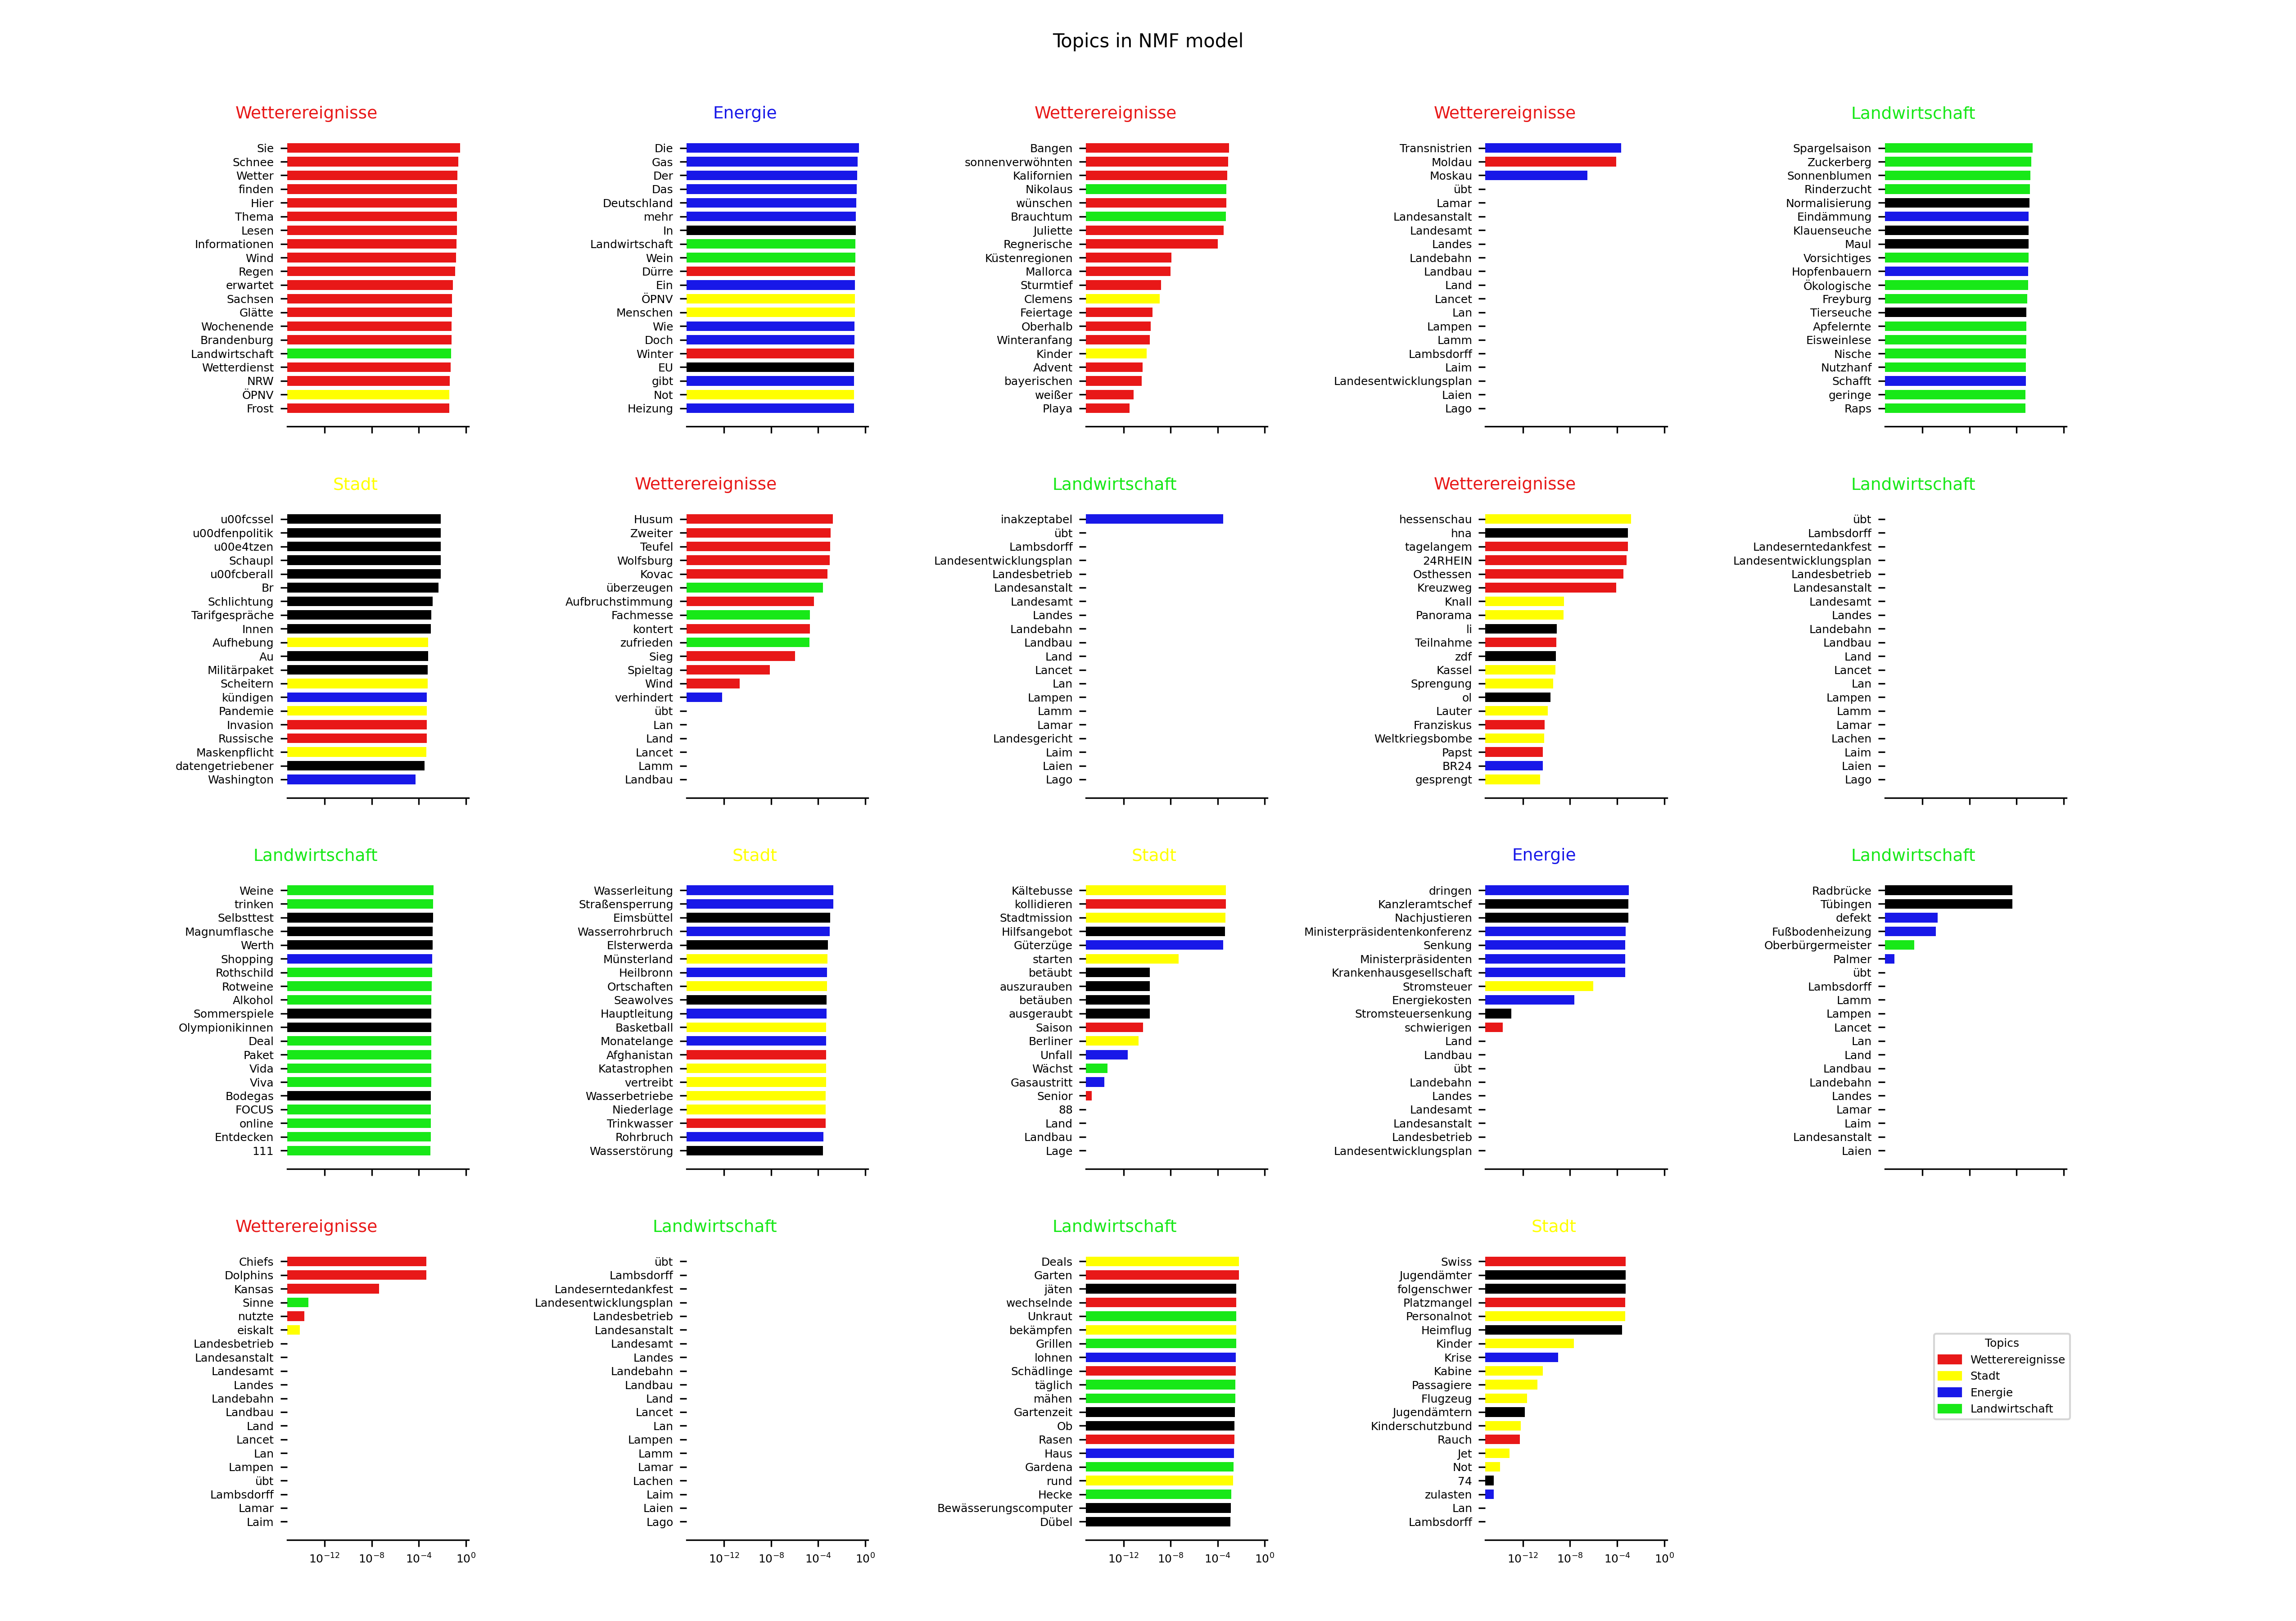 Topics in NMF model
Wetterereignisse
Sie
Schnee
Wetter
finden
Hier
Thema
Lesen
Informationen
Wind
Regen
erwartet
Sachsen
Glätte
Wochenende
Brandenburg
Landwirtschaft
Wetterdienst
NRW
ÖPNV
Frost
Energie
Die
Gas
Der
Das
Deutschland
mehr
In
Landwirtschaft
Wein
Dürre
Ein
ÖPNV
Menschen
Wie
Doch
Winter
EU
gibt
Not
Heizung
Wetterereignisse
Bangen
sonnenverwöhnten
Kalifornien
Nikolaus
wünschen
Brauchtum
Juliette
Regnerische
Küstenregionen
Mallorca
Sturmtief
Clemens
Feiertage
Oberhalb
Winteranfang
Kinder
Advent
bayerischen
weißer
Playa
Wetterereignisse
Transnistrien
Moldau
Moskau
übt
Lamar
Landesanstalt
Landesamt
Landes
Landebahn
Landbau
Land
Lancet
Lan
Lampen
Lamm
Lambsdorff
Laim
Landesentwicklungsplan
Laien
Lago
Landwirtschaft
Spargelsaison
Zuckerberg
Sonnenblumen
Rinderzucht
Normalisierung
Eindämmung
Klauenseuche
Maul
Vorsichtiges
Hopfenbauern
Ökologische
Freyburg
Tierseuche
Apfelernte
Eisweinlese
Nische
Nutzhanf
Schafft
geringe
Raps
Stadt
u00fcssel
u00dfenpolitik
u00e4tzen
Schaupl
u00fcberall
Br
Schlichtung
Tarifgespräche
Innen
Aufhebung
Au
Militärpaket
Scheitern
kündigen
Pandemie
Invasion
Russische
Maskenpflicht
datengetriebener
Washington
Wetterereignisse
Husum
Zweiter
Teufel
Wolfsburg
Kovac
überzeugen
Aufbruchstimmung
Fachmesse
kontert
zufrieden
Sieg
Spieltag
Wind
verhindert
übt
Lan
Land
Lancet
Lamm
Landbau
Landwirtschaft
inakzeptabel
übt
Lambsdorff
Landesentwicklungsplan
Landesbetrieb
Landesanstalt
Landesamt
Landes
Landebahn
Landbau
Land
Lancet
Lan
Lampen
Lamm
Lamar
Landesgericht
Laim
Laien
Lago
Wetterereignisse
hessenschau
hna
tagelangem
24RHEIN
Osthessen
Kreuzweg
Knall
Panorama
li
Teilnahme
zdf
Kassel
Sprengung
ol
Lauter
Franziskus
Weltkriegsbombe
Papst
BR24
gesprengt
Landwirtschaft
übt
Lambsdorff
Landeserntedankfest
Landesentwicklungsplan
Landesbetrieb
Landesanstalt
Landesamt
Landes
Landebahn
Landbau
Land
Lancet
Lan
Lampen
Lamm
Lamar
Lachen
Laim
Laien
Lago
Landwirtschaft
Weine
trinken
Selbsttest
Magnumflasche
Werth
Shopping
Rothschild
Rotweine
Alkohol
Sommerspiele
Olympionikinnen
Deal
Paket
Vida
Viva
Bodegas
FOCUS
online
Entdecken
111
Stadt
Wasserleitung
Straßensperrung
Eimsbüttel
Wasserrohrbruch
Elsterwerda
Münsterland
Heilbronn
Ortschaften
Seawolves
Hauptleitung
Basketball
Monatelange
Afghanistan
Katastrophen
vertreibt
Wasserbetriebe
Niederlage
Trinkwasser
Rohrbruch
Wasserstörung
Stadt
Kältebusse
kollidieren
Stadtmission
Hilfsangebot
Güterzüge
starten
betäubt
auszurauben
betäuben
ausgeraubt
Saison
Berliner
Unfall
Wächst
Gasaustritt
Senior
88
Land
Landbau
Lage
Energie
dringen
Kanzleramtschef
Nachjustieren
Ministerpräsidentenkonferenz
Senkung
Ministerpräsidenten
Krankenhausgesellschaft
Stromsteuer
Energiekosten
Stromsteuersenkung
schwierigen
Land
Landbau
übt
Landebahn
Landes
Landesamt
Landesanstalt
Landesbetrieb
Landesentwicklungsplan
Landwirtschaft
Radbrücke
Tübingen
defekt
Fußbodenheizung
Oberbürgermeister
Palmer
übt
Lambsdorff
Lamm
Lampen
Lancet
Lan
Land
Landbau
Landebahn
Landes
Lamar
Laim
Landesanstalt
Laien
Wetterereignisse
Chiefs
Dolphins
Kansas
Sinne
nutzte
eiskalt
Landesbetrieb
Landesanstalt
Landesamt
Landes
Landebahn
Landbau
Land
Lancet
Lan
Lampen
übt
Lambsdorff
Lamar
Laim
10⁻¹² 10⁻⁸ 10⁻⁴ 10⁰
Landwirtschaft
übt
Lambsdorff
Landeserntedankfest
Landesentwicklungsplan
Landesbetrieb
Landesanstalt
Landesamt
Landes
Landebahn
Landbau
Land
Lancet
Lan
Lampen
Lamm
Lamar
Lachen
Laim
Laien
Lago
10⁻¹² 10⁻⁸ 10⁻⁴ 10⁰
Landwirtschaft
Deals
Garten
jäten
wechselnde
Unkraut
bekämpfen
Grillen
lohnen
Schädlinge
täglich
mähen
Gartenzeit
Ob
Rasen
Haus
Gardena
rund
Hecke
Bewässerungscomputer
Dübel
10⁻¹² 10⁻⁸ 10⁻⁴ 10⁰
Stadt
Swiss
Jugendämter
folgenschwer
Platzmangel
Personalnot
Heimflug
Kinder
Krise
Kabine
Passagiere
Flugzeug
Jugendämtern
Kinderschutzbund
Rauch
Jet
Not
74
zulasten
Lan
Lambsdorff
10⁻¹² 10⁻⁸ 10⁻⁴ 10⁰
Topics
Wetterereignisse
Stadt
Energie
Landwirtschaft